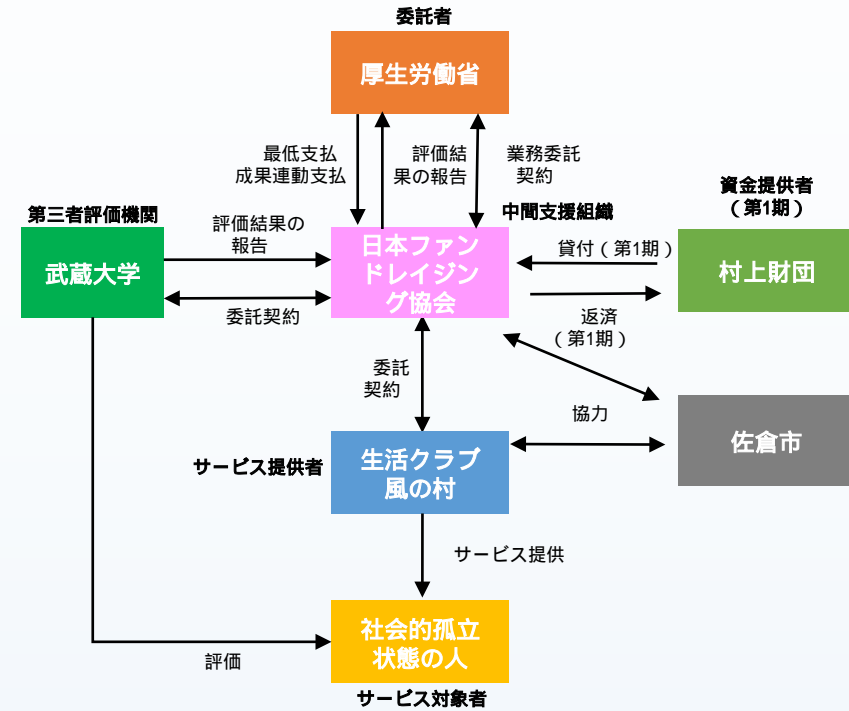 委託者
厚生労働省
最低支払
成果連動支払
評価結
果の報告
業務委託
契約
資金提供者
（第1期）
第三者評価機関
中間支援組織
評価結果の
報告
武蔵大学
日本ファン
ドレイジン
グ協会
貸付（第1期）
村上財団
委託契約
返済
（第1期）
委託
契約
協力
佐倉市
サービス提供者
生活クラブ
風の村
サービス提供
社会的孤立
状態の人
評価
サービス対象者